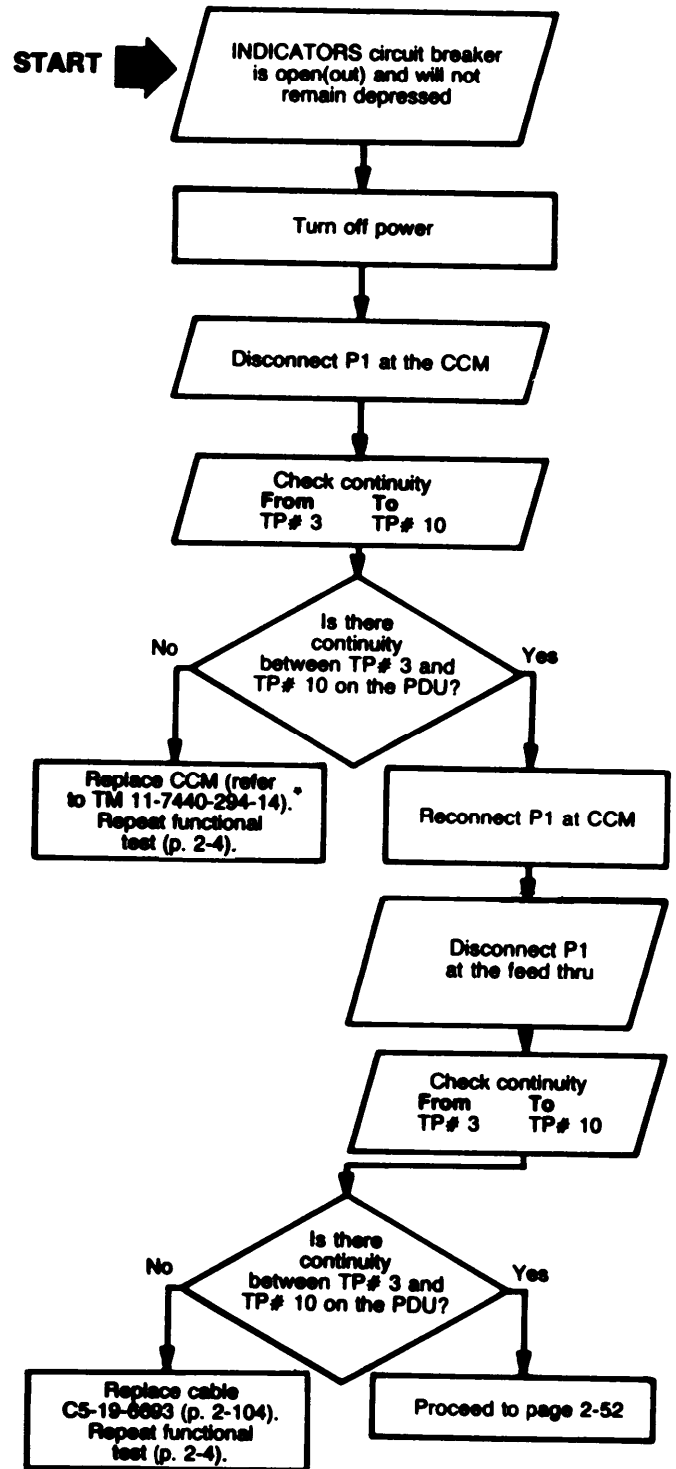 START
INDICATORS circuit breaker
is open(out) and will not
remain depressed
Turn off power
Disconnect P1 at the CCM
Check continuity
From To
TP# 3 TP# 10
Is there
continuity
between TP# 3 and
TP# 10 on the PDU?
No
Yes
Replace CCM (refer
to TM 11-7440-294-14).*
Repeat functional
test (p. 2-4).
Reconnect P1 at CCM
Disconnect P1
at the feed thru
Check continuity
From To
TP# 3 TP# 10
Is there
continuity
between TP# 3 and
TP# 10 on the PDU?
No
Yes
Replace cable
C5-19-6693 (p. 2-104).
Repeat functional
test (p. 2-4).
Proceed to page 2-52